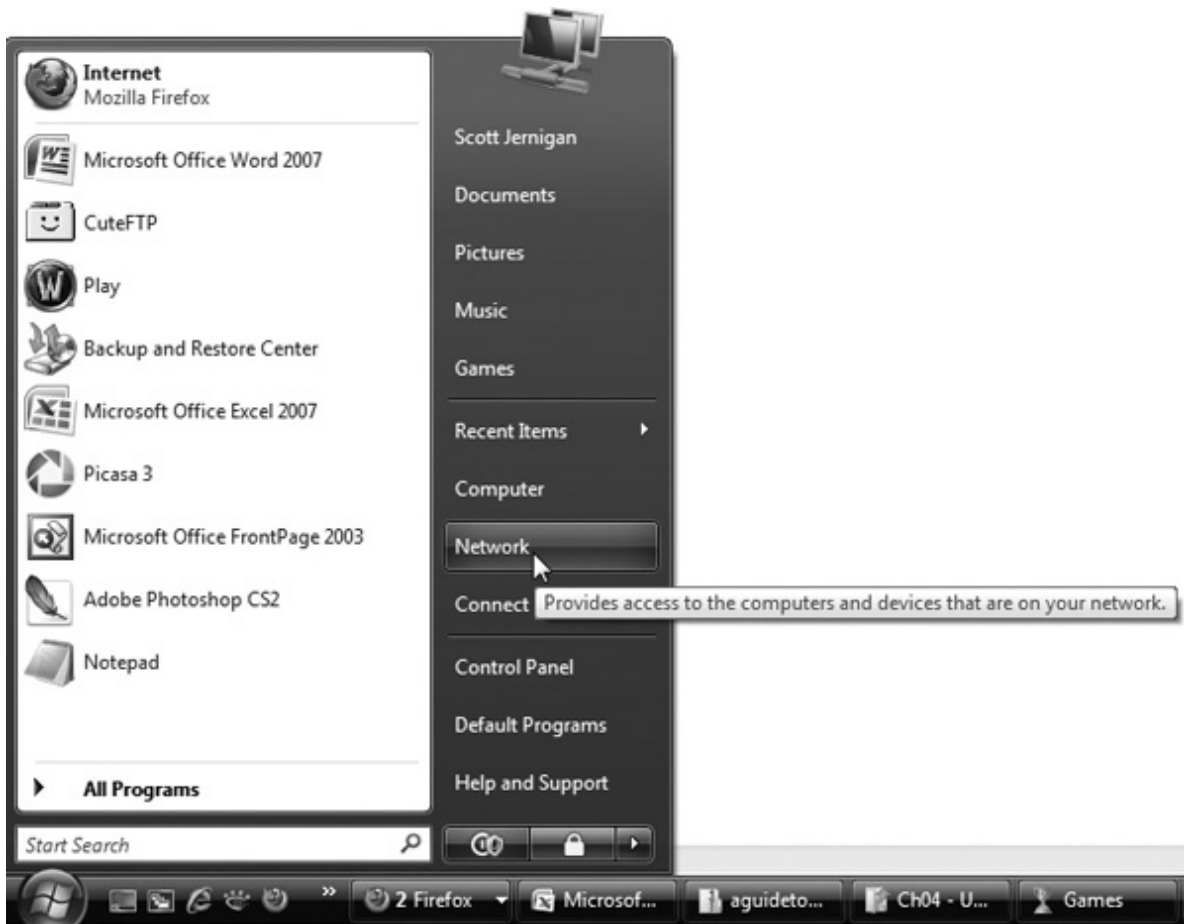 Internet
Mozilla Firefox
Microsoft Office Word 2007
CuteFTP
Play
Backup and Restore Center
Microsoft Office Excel 2007
Picasa 3
Microsoft Office FrontPage 2003
Adobe Photoshop CS2
Notepad
All Programs
Start Search
Scott Jernigan
Documents
Pictures
Music
Games
Recent Items
Computer
Network
Connect
Provides access to the computers and devices that are on your network.
Control Panel
Default Programs
Help and Support
2 Firefox
Microsof...
aguideto...
Ch04 - U...
Games